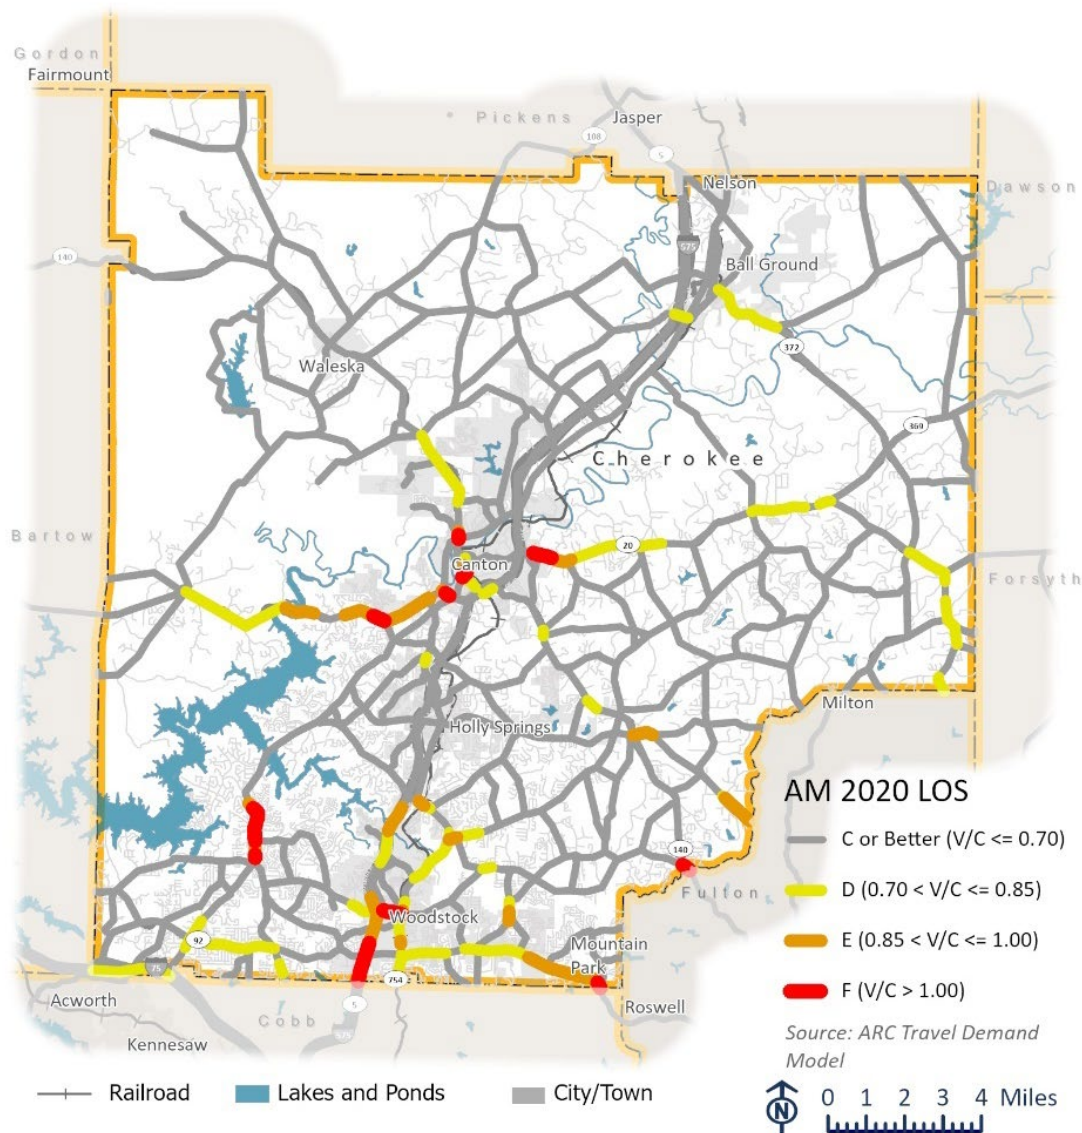 Gordon
Fairmount
Pickens
Jasper
108
5
Nelson
Dawson
140
575
Ball Ground
372
Waleska
369
Cherokee
Bartow
20
Canton
Forsyth
Milton
Holly Springs
AM 2020 LOS
C or Better (V/C <= 0.70)
140
Fulton
D (0.70 < V/C <= 0.85)
Woodstock
92
E (0.85 < V/C <= 1.00)
Mountain
Park
75
754
F (V/C > 1.00)
Acworth
5
Roswell
Cobb
575
Kennesaw
Source: ARC Travel Demand
Model
Railroad
Lakes and Ponds
City/Town
N
0 1 2 3 4 Miles